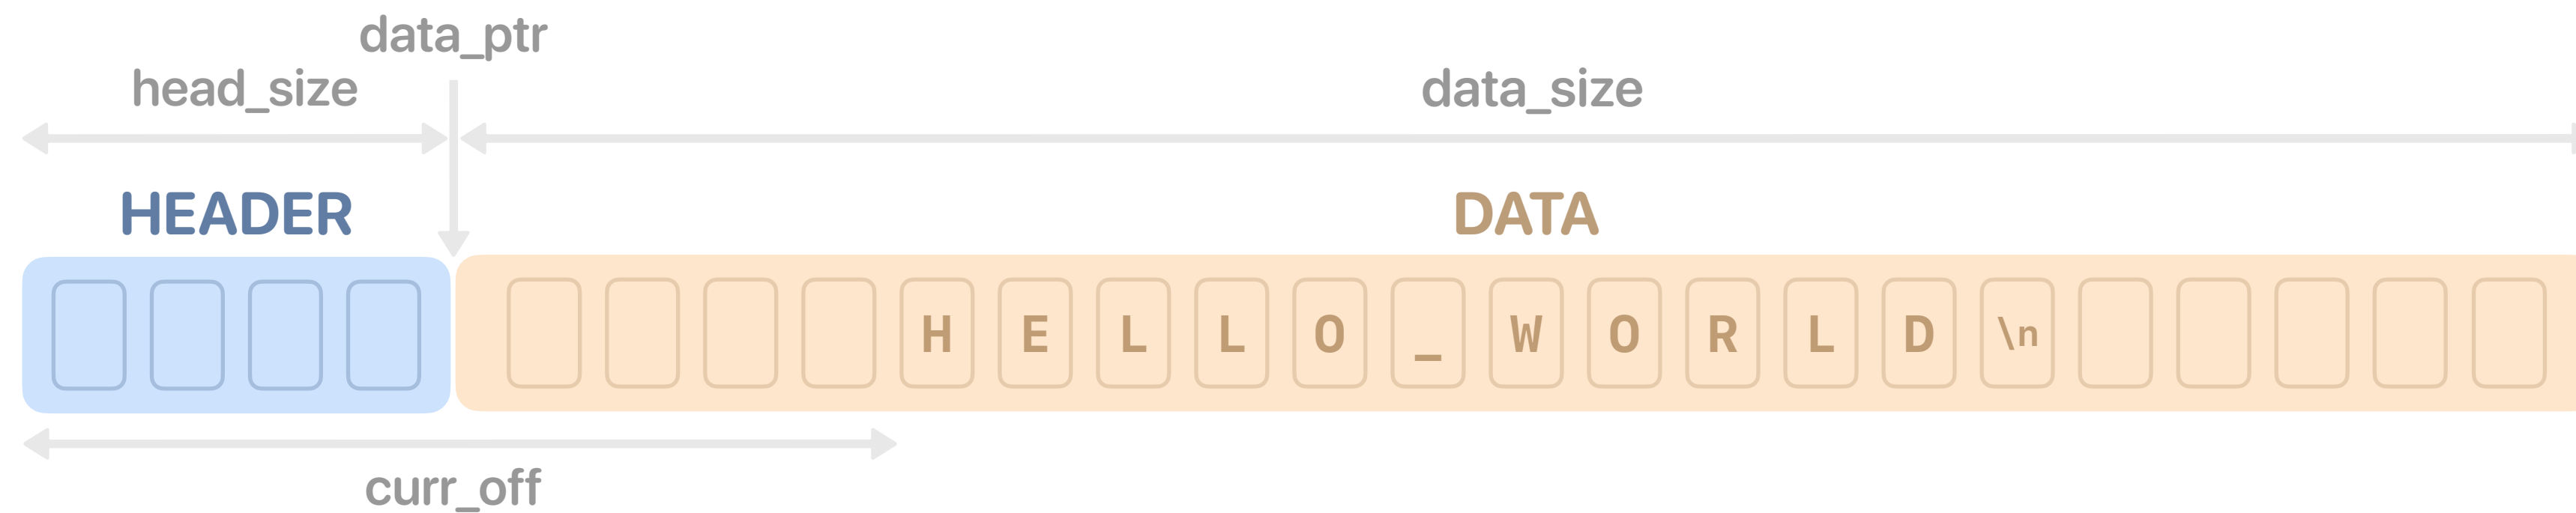 data_ptr
head_size
data_size
HEADER
DATA
H E L L O _ W O R L D \n
curr_off